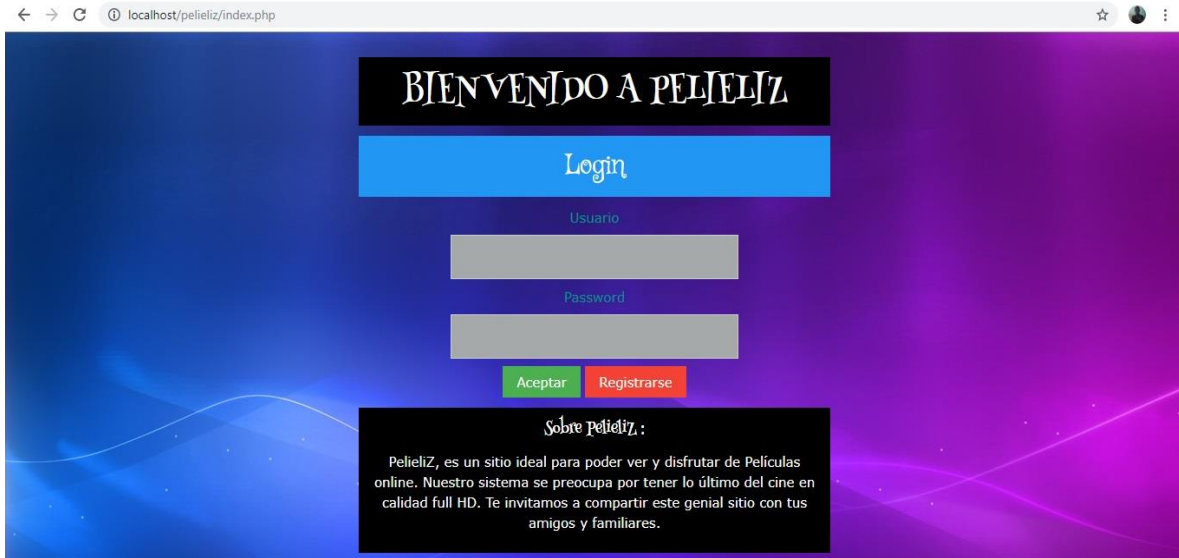 localhost/pelieliz/index.php
BIENVENIDO A PELIELIZ
Login
Usuario
Password
Aceptar Registrarse
Sobre PelieliZ :
PelieliZ, es un sitio ideal para poder ver y disfrutar de Películas
online. Nuestro sistema se preocupa por tener lo último del cine en
calidad full HD. Te invitamos a compartir este genial sitio con tus
amigos y familiares.